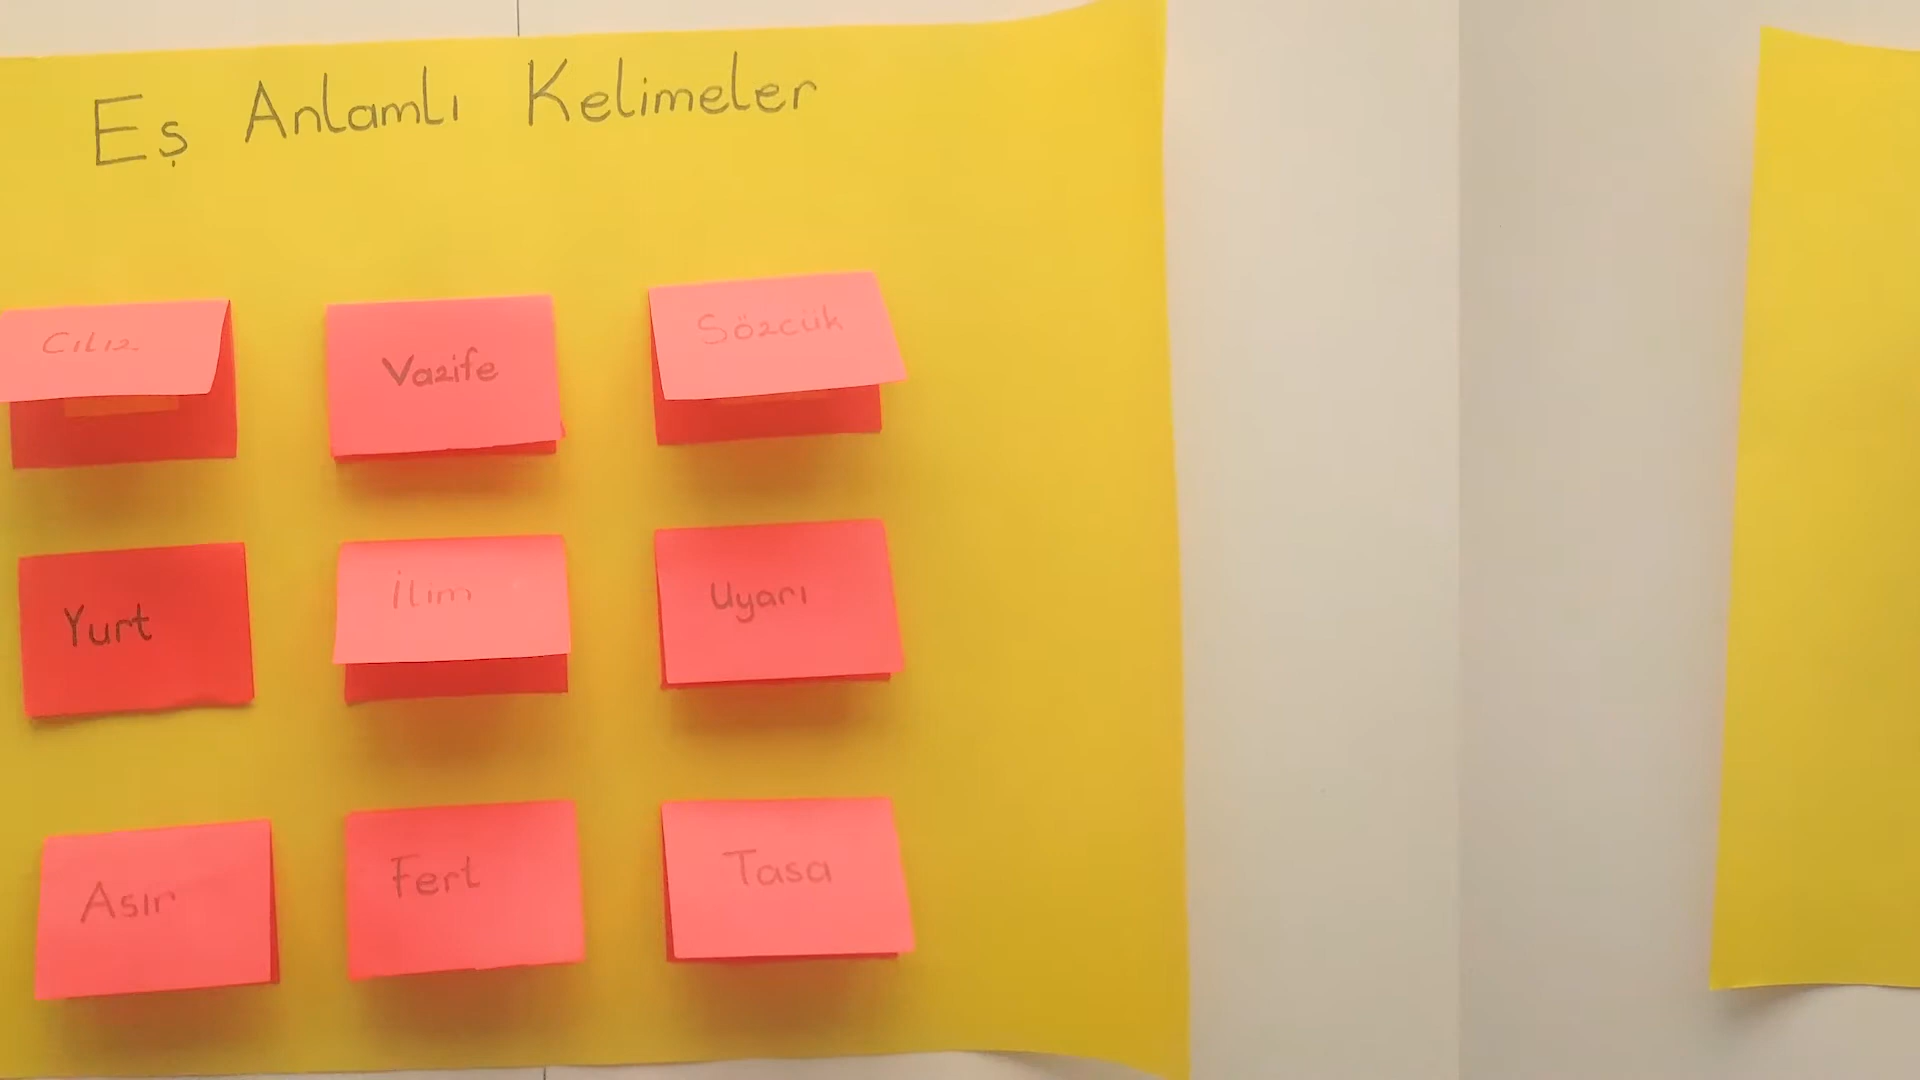 Eş Anlamlı Kelimeler
Cılız Vazife Sözcük
Yurt İlim Uyarı
Asır Fert Tasa